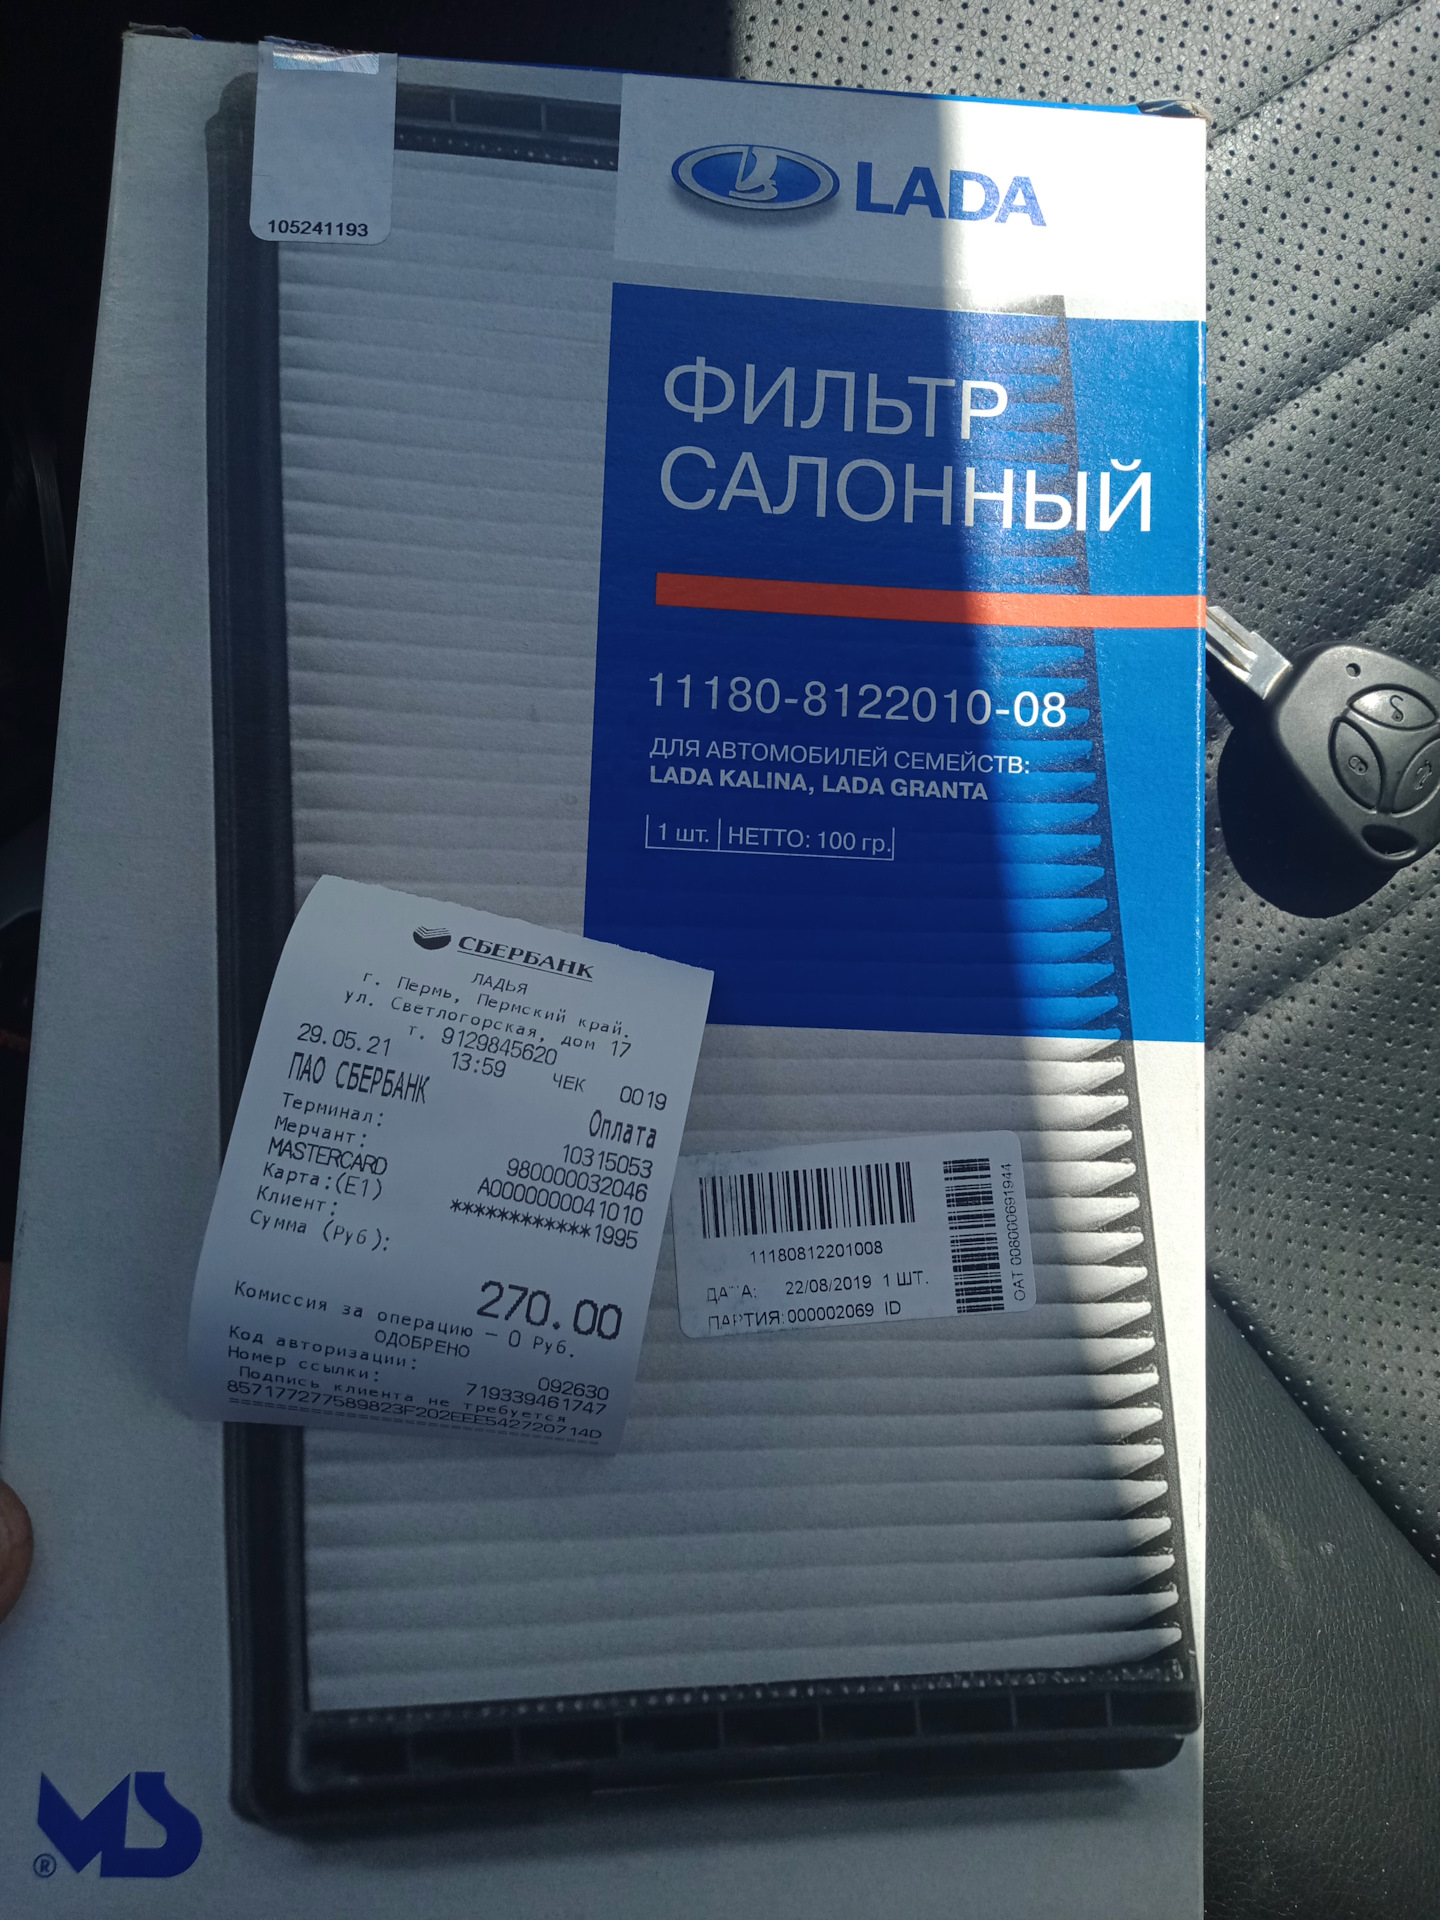 105241193
LADA
ФИЛЬТР
САЛОННЫЙ
11180-8122010-08
ДЛЯ АВТОМОБИЛЕЙ СЕМЕЙСТВ:
LADA KALINA, LADA GRANTA
1 шт. НЕТТО: 100 гр.
СБЕРБАНК
ЛАДЬЯ
г. Пермь, Пермский край.
ул. Светлогорская, дом 17
т. 9129845620
29.05.21 13:59 ЧЕК 0019
ПАО СБЕРБАНК Оплата
Терминал: 10315053
Мерчант: 980000032046
MASTERCARD A0000000041010
Карта:(E1) ************1995
Клиент:
Сумма (Руб):
270.00
Комиссия за операцию – 0 Руб.
ОДОБРЕНО
Код авторизации: 092630
Номер ссылки: 719339461747
Подпись клиента не требуется
857177277589823F202EEE542720714D
================================
11180812201008
ДАТА: 22/08/2019 1 ШТ.
ПАРТИЯ:000002069 ID
OAT 008000691944
MS
®